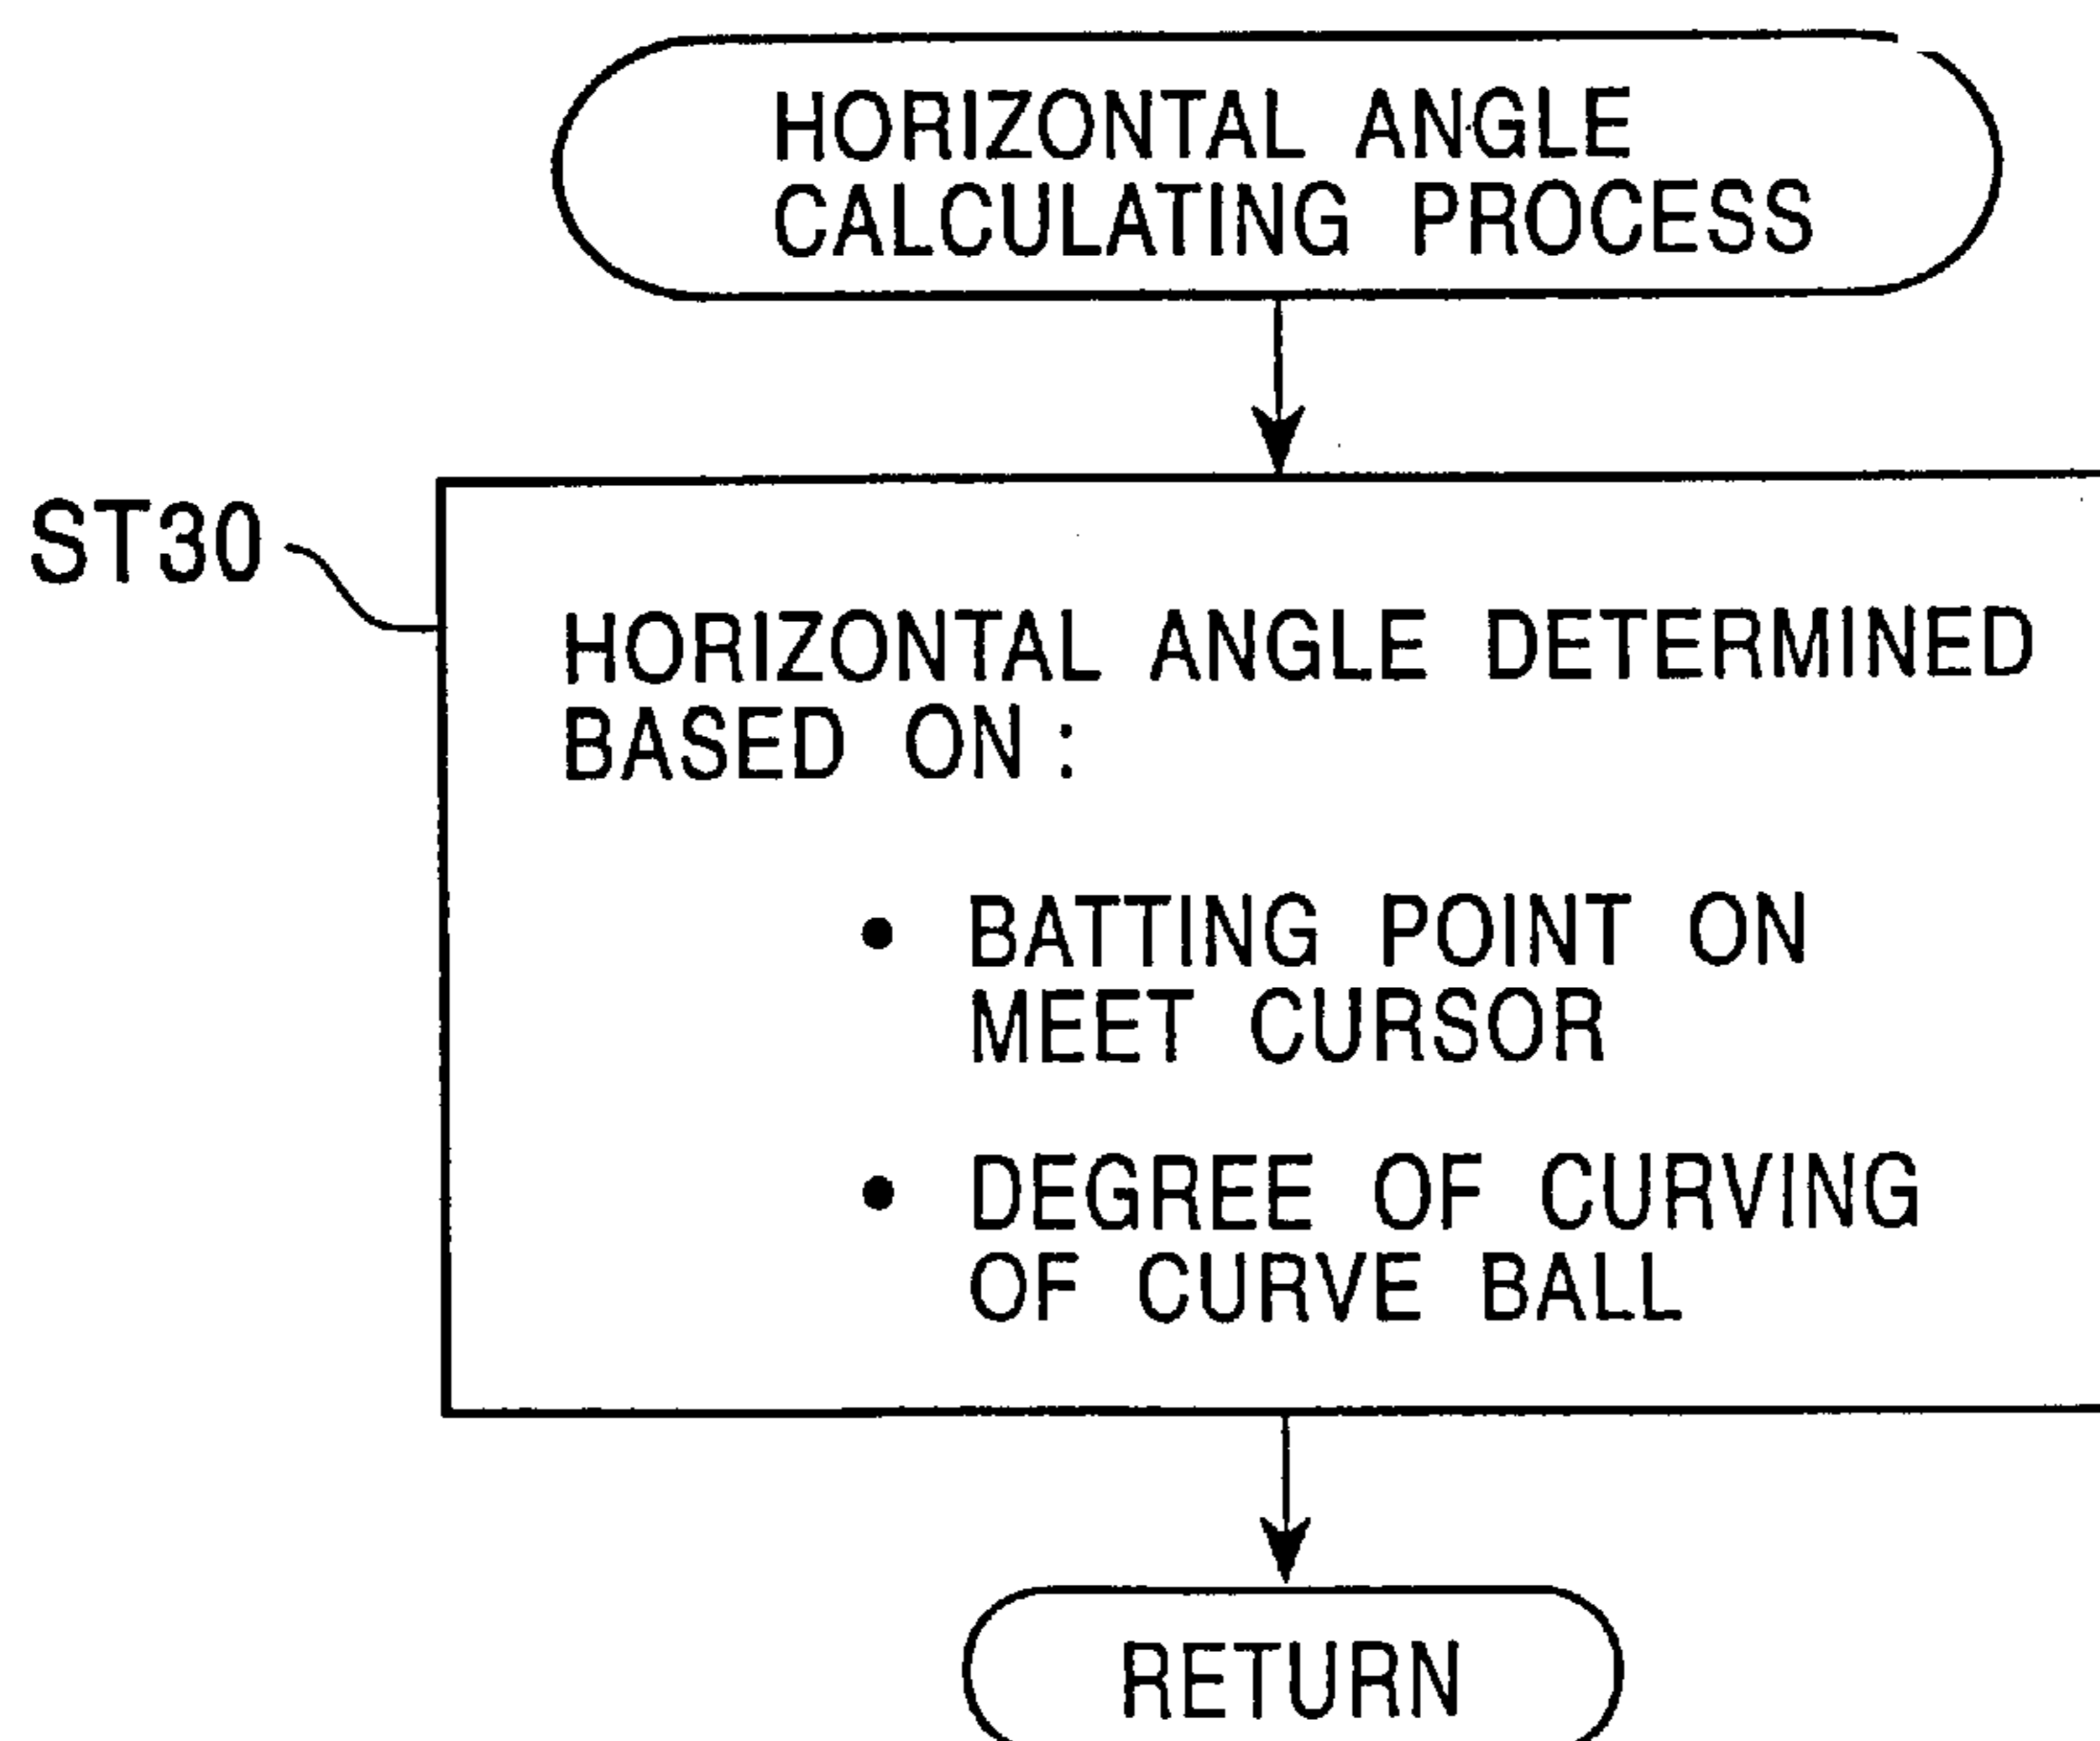 HORIZONTAL ANGLE
CALCULATING PROCESS
ST30
HORIZONTAL ANGLE DETERMINED
BASED ON :
• BATTING POINT ON
MEET CURSOR
• DEGREE OF CURVING
OF CURVE BALL
RETURN